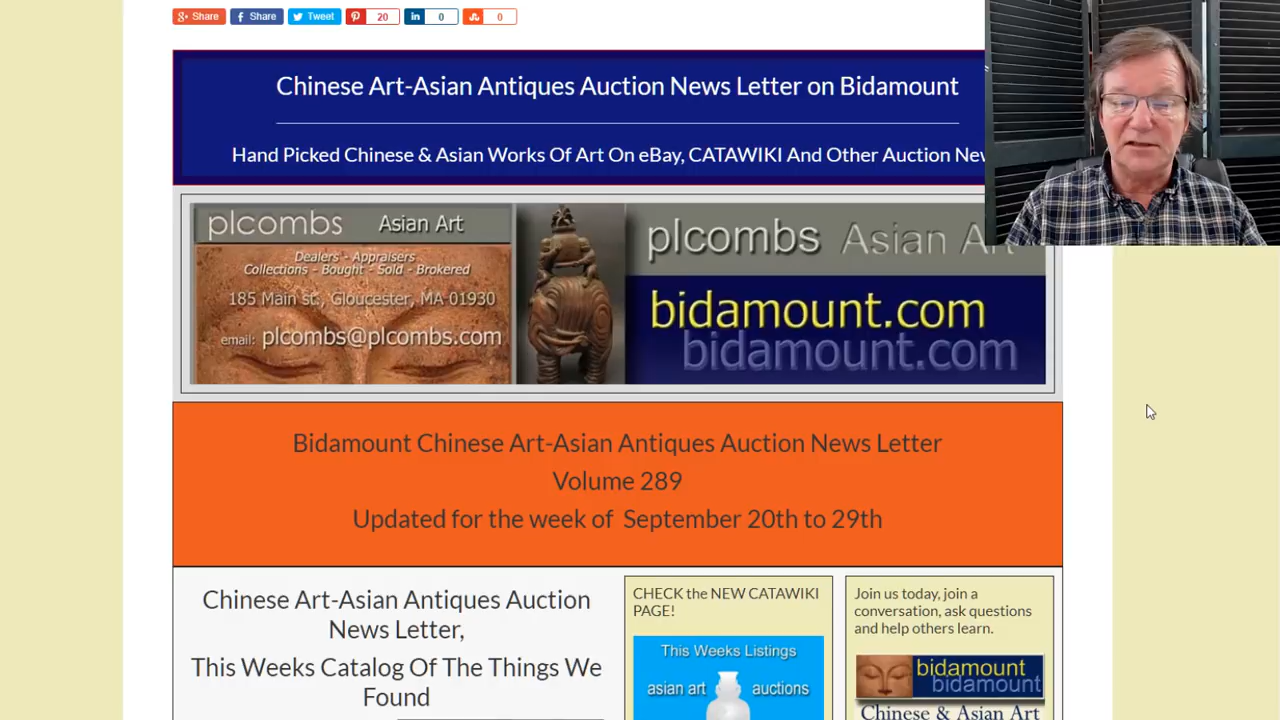 Share
Share
Tweet
20
0
0
Chinese Art-Asian Antiques Auction News Letter on Bidamount
Hand Picked Chinese & Asian Works Of Art On eBay, CATAWIKI And Other Auction
plcombs Asian Art
Dealers - Appraisers
Collections - Bought - Sold - Brokered
185 Main st., Gloucester, MA 01930
email: plcombs@plcombs.com
plcombs Asian
bidamount.com
bidamount.com
Bidamount Chinese Art-Asian Antiques Auction News Letter
Volume 289
Updated for the week of September 20th to 29th
Chinese Art-Asian Antiques Auction
News Letter,
This Weeks Catalog Of The Things We
Found
CHECK the NEW CATAWIKI
PAGE!
This Weeks Listings
asian art auctions
Join us today, join a
conversation, ask questions
and help others learn.
bidamount
bidamount
Chinese & Asian Art